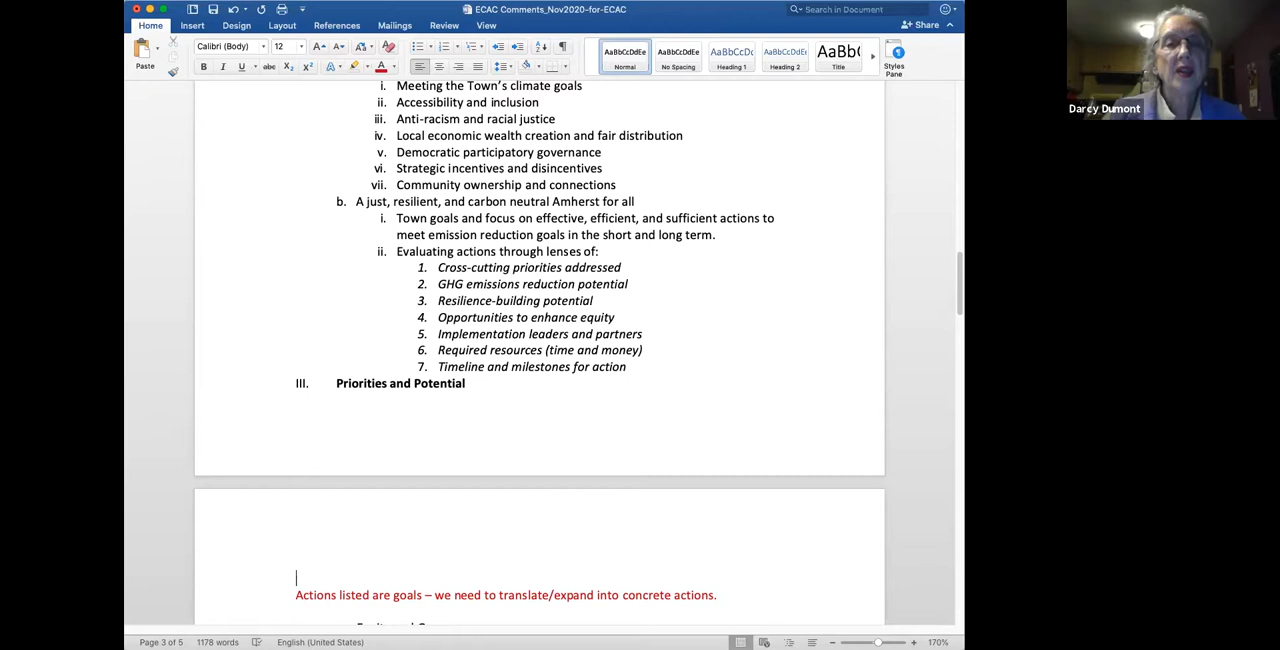 ECAC Comments_Nov2020-for-ECAC
Search in Document
Home Insert Design Layout References Mailings Review View
Share
Paste
Calibri (Body) 12
AaBbCcDdEe AaBbCcDdEe AaBbCcDc AaBbCcDdEe AaBb(
Normal No Spacing Heading 1 Heading 2 Title
Styles Pane
i. Meeting the Town's climate goals
ii. Accessibility and inclusion
iii. Anti-racism and racial justice
iv. Local economic wealth creation and fair distribution
v. Democratic participatory governance
vi. Strategic incentives and disincentives
vii. Community ownership and connections
b. A just, resilient, and carbon neutral Amherst for all
i. Town goals and focus on effective, efficient, and sufficient actions to
meet emission reduction goals in the short and long term.
ii. Evaluating actions through lenses of:
1. Cross-cutting priorities addressed
2. GHG emissions reduction potential
3. Resilience-building potential
4. Opportunities to enhance equity
5. Implementation leaders and partners
6. Required resources (time and money)
7. Timeline and milestones for action
III. Priorities and Potential
Actions listed are goals – we need to translate/expand into concrete actions.
Page 3 of 5 1178 words English (United States) 170%
Darcy Dumont